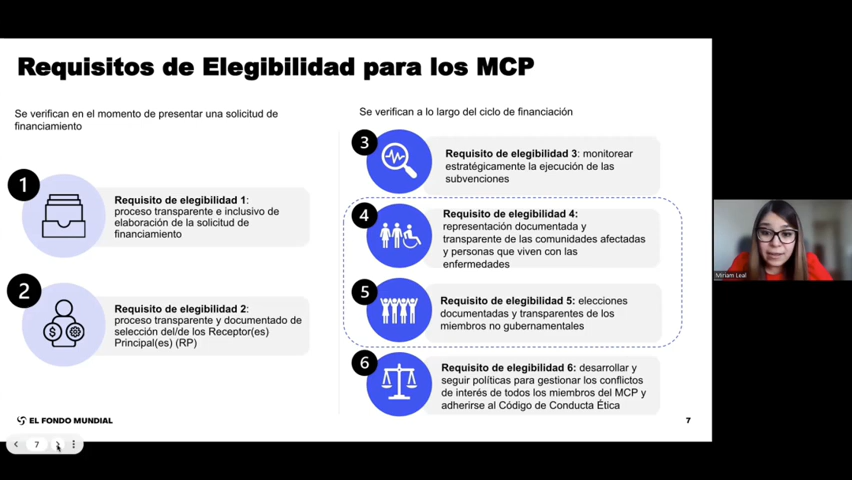 Requisitos de Elegibilidad para los MCP
Se verifican en el momento de presentar una solicitud de
financiamiento
1
Requisito de elegibilidad 1:
proceso transparente e inclusivo de
elaboración de la solicitud de
financiamiento
2
Requisito de elegibilidad 2:
proceso transparente y documentado de
selección del/de los Receptor(es)
Principal(es) (RP)
Se verifican a lo largo del ciclo de financiación
3
Requisito de elegibilidad 3: monitorear
estratégicamente la ejecución de las
subvenciones
4
Requisito de elegibilidad 4:
representación documentada y
transparente de las comunidades afectadas
y personas que viven con las
enfermedades
5
Requisito de elegibilidad 5: elecciones
documentadas y transparentes de los
miembros no gubernamentales
6
Requisito de elegibilidad 6: desarrollar y
seguir políticas para gestionar los conflictos
de interés de todos los miembros del MCP y
adherirse al Código de Conducta Ética
EL FONDO MUNDIAL
7
7
Miriam Leal